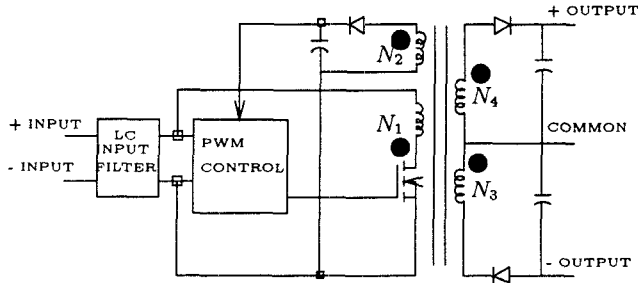 + OUTPUT
N2
N4
+ INPUT
LC
INPUT
FILTER
PWM
CONTROL
N1
COMMON
- INPUT
N3
- OUTPUT